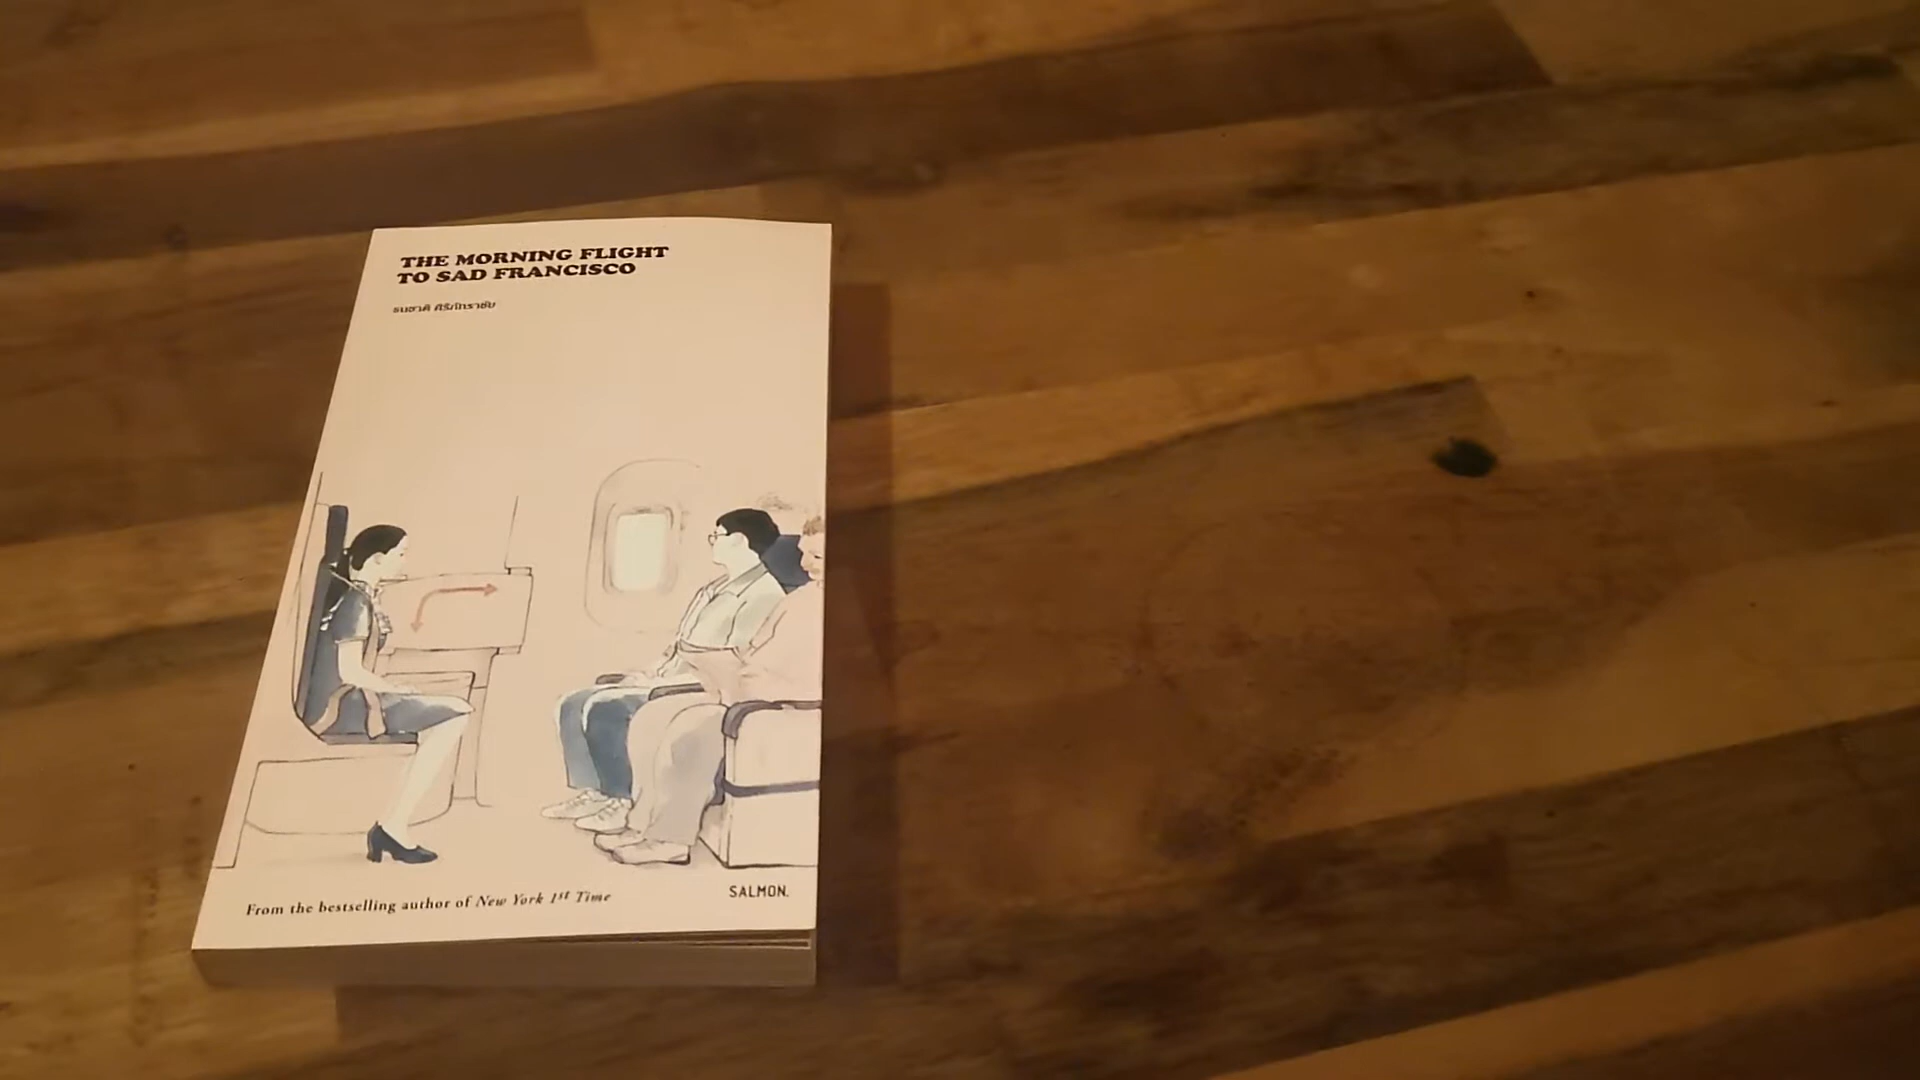 THE MORNING FLIGHT
TO SAD FRANCISCO
ธนชาติ ศิริภัทราชัย
From the bestselling author of New York 1st Time
SALMON.